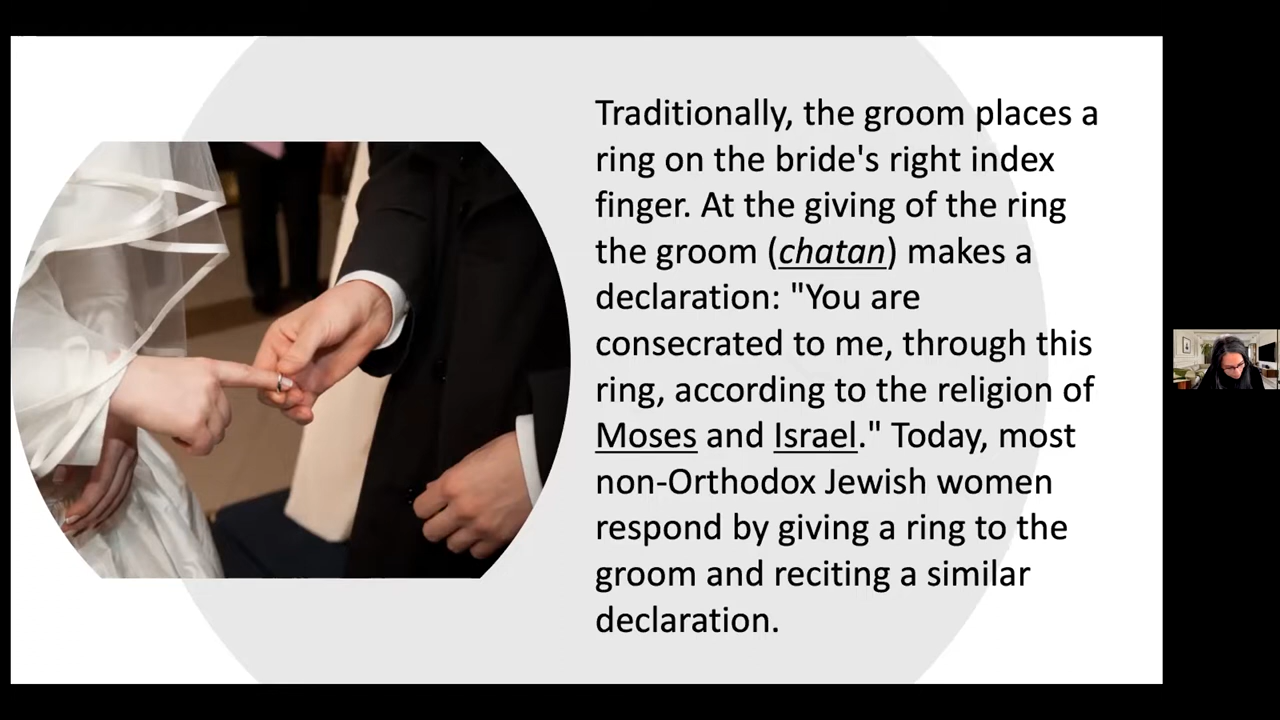 Traditionally, the groom places a
ring on the bride's right index
finger. At the giving of the ring
the groom (chatan) makes a
declaration: "You are
consecrated to me, through this
ring, according to the religion of
Moses and Israel." Today, most
non-Orthodox Jewish women
respond by giving a ring to the
groom and reciting a similar
declaration.